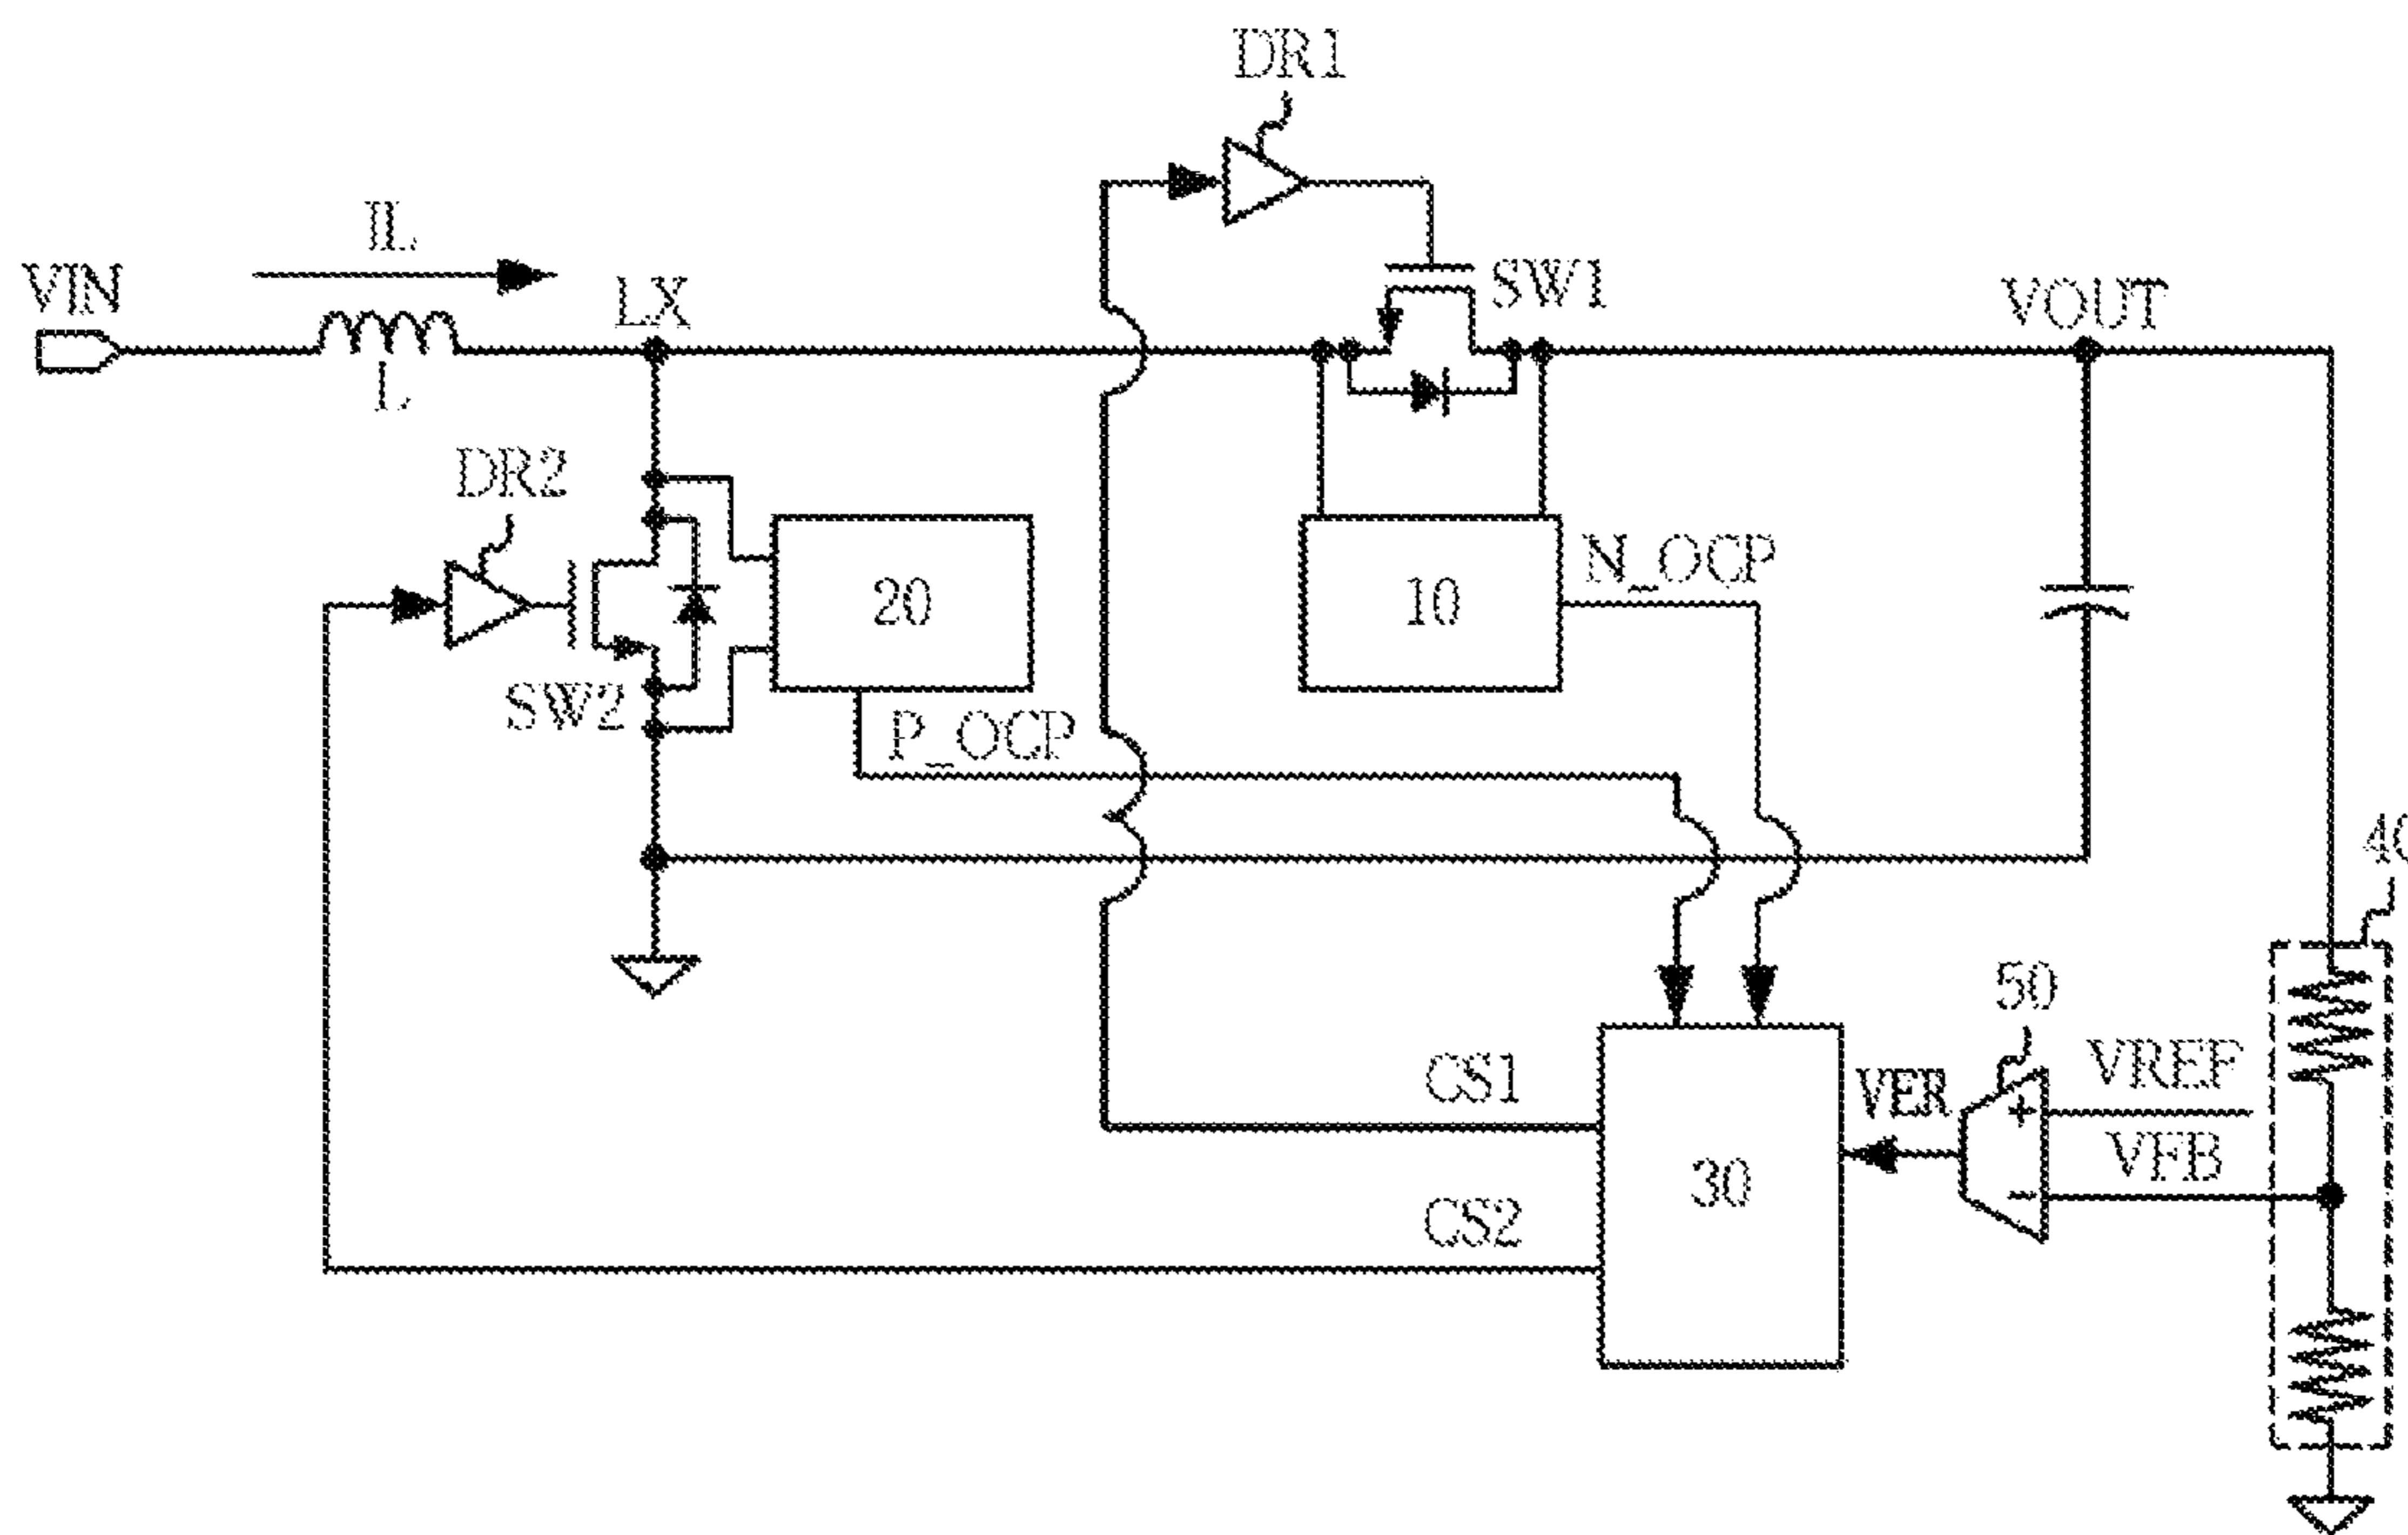 DR1
IL
VIN
LX
SW1
VOUT
L
DR2
20
10
N_OCP
SW2
P_OCP
40
50
CS1
VER
VREF
VFB
30
CS2